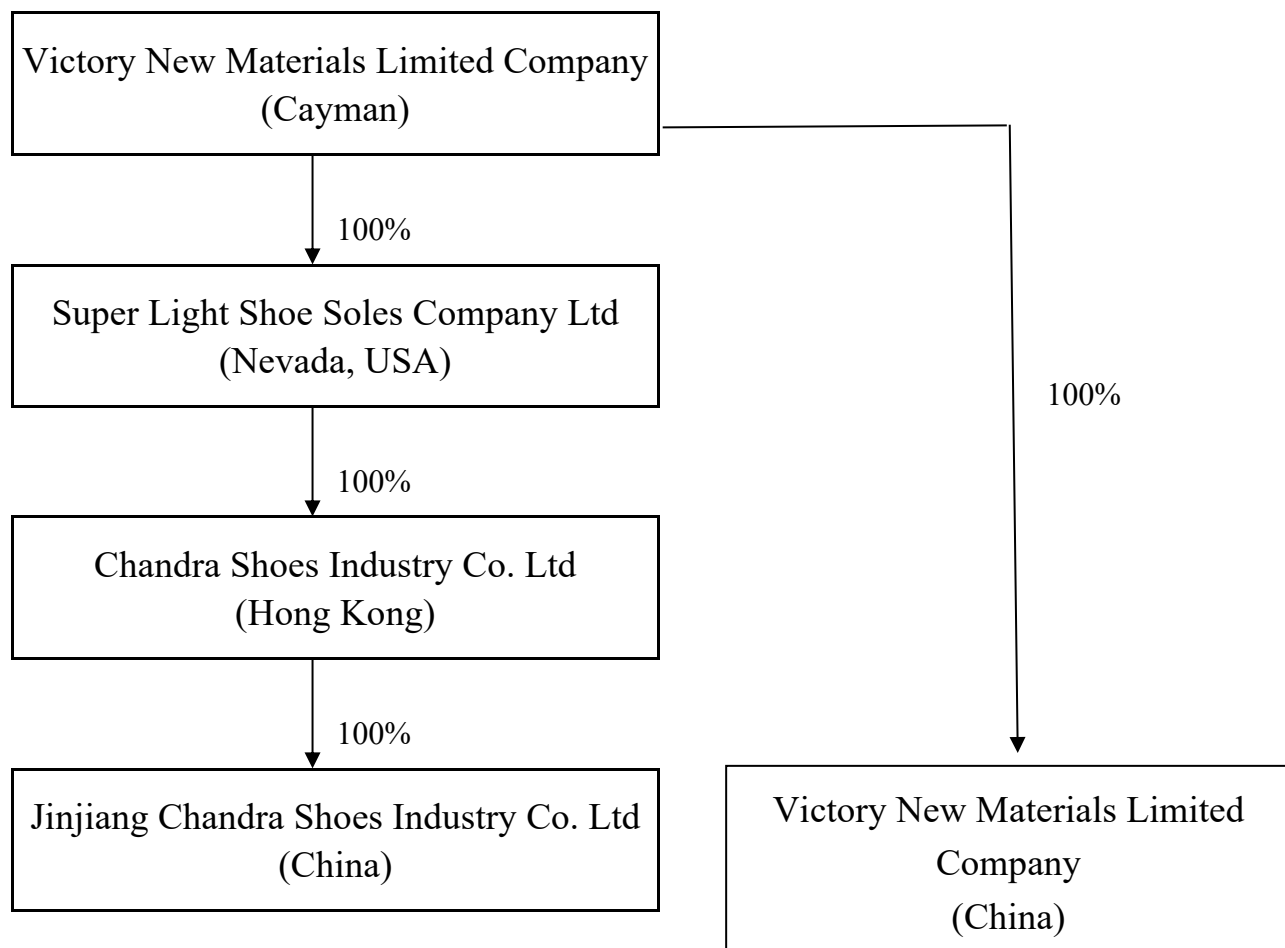 Victory New Materials Limited Company
(Cayman)
100%
Super Light Shoe Soles Company Ltd
(Nevada, USA)
100%
100%
Chandra Shoes Industry Co. Ltd
(Hong Kong)
100%
Jinjiang Chandra Shoes Industry Co. Ltd
(China)
Victory New Materials Limited
Company
(China)